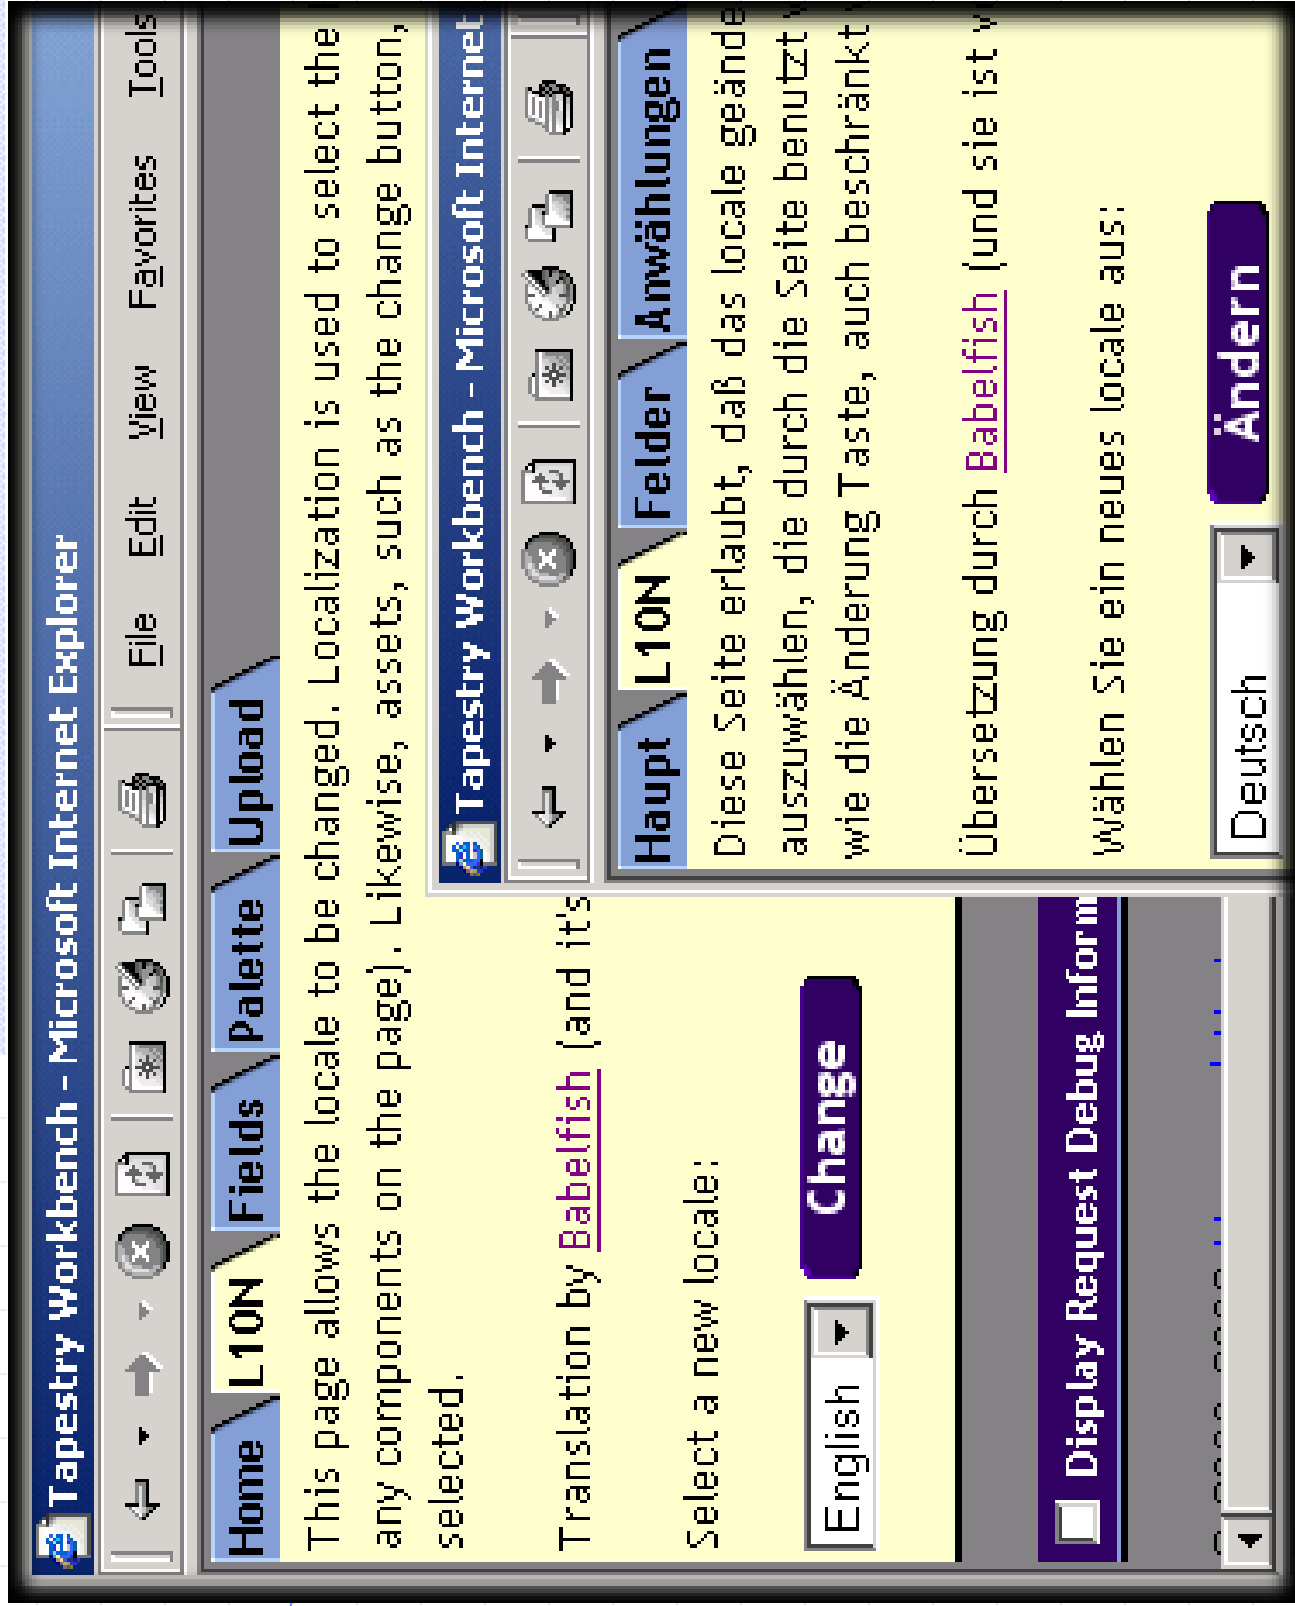 Tapestry Workbench - Microsoft Internet Explorer
File Edit View Favorites Tools
Home L10N Fields Palette Upload
This page allows the locale to be changed. Localization is used to select the
any components on the page). Likewise, assets, such as the change button,
selected.
Translation by Babelfish (and it's
Select a new locale:
English Change
Display Request Debug Inform
Tapestry Workbench - Microsoft Internet
Haupt L10N Felder Anwählungen
Diese Seite erlaubt, daß das locale geände
auszuwählen, die durch die Seite benutzt
wie die Änderung Taste, auch beschränkt
Übersetzung durch Babelfish (und sie ist
Wählen Sie ein neues locale aus:
Deutsch Ändern